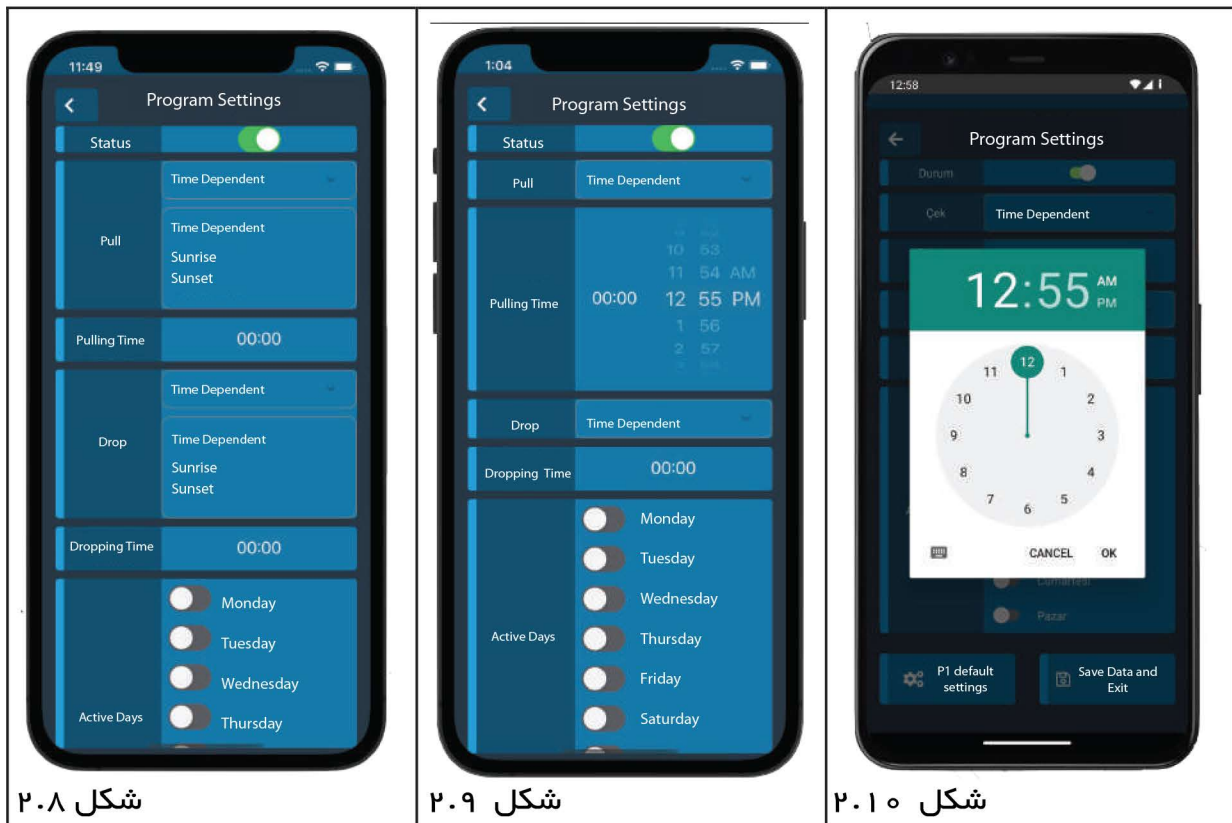 11:49
Program Settings
Status
Pull
Time Dependent
Time Dependent
Sunrise
Sunset
Pulling Time
00:00
Drop
Time Dependent
Time Dependent
Sunrise
Sunset
Dropping Time
00:00
Active Days
Monday
Tuesday
Wednesday
Thursday
شکل ۲.۸
1:04
Program Settings
Status
Pull
Time Dependent
Pulling Time
00:00
10 53
11 54 AM
12 55 PM
1 56
2 57
Drop
Time Dependent
Dropping Time
00:00
Active Days
Monday
Tuesday
Wednesday
Thursday
Friday
Saturday
شکل ۲.۹
12:58
Program Settings
Durum
Çek
Time Dependent
12:55
AM
PM
12
11 1
10 2
9 3
8 4
7 5
6
CANCEL OK
Cumartesi
Pazar
P1 default
settings
Save Data and
Exit
شکل ۲.۱۰